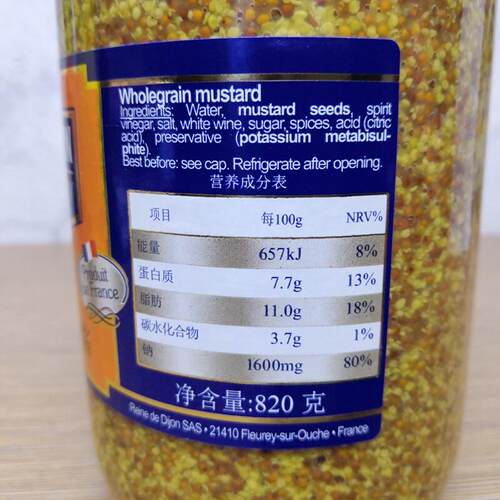 Wholegrain mustard
Ingredients: Water, mustard seeds, spirit
vinegar, salt, white wine, sugar, spices, acid (citric
acid), preservative (potassium metabisul-
phite).
Best before: see cap. Refrigerate after opening.
营养成分表
项目 每100g NRV%
能量 657kJ 8%
蛋白质 7.7g 13%
脂肪 11.0g 18%
碳水化合物 3.7g 1%
钠 1600mg 80%
净含量:820 克
Reine de Dijon SAS • 21410 Fleurey-sur-Ouche • France
Produit
de France